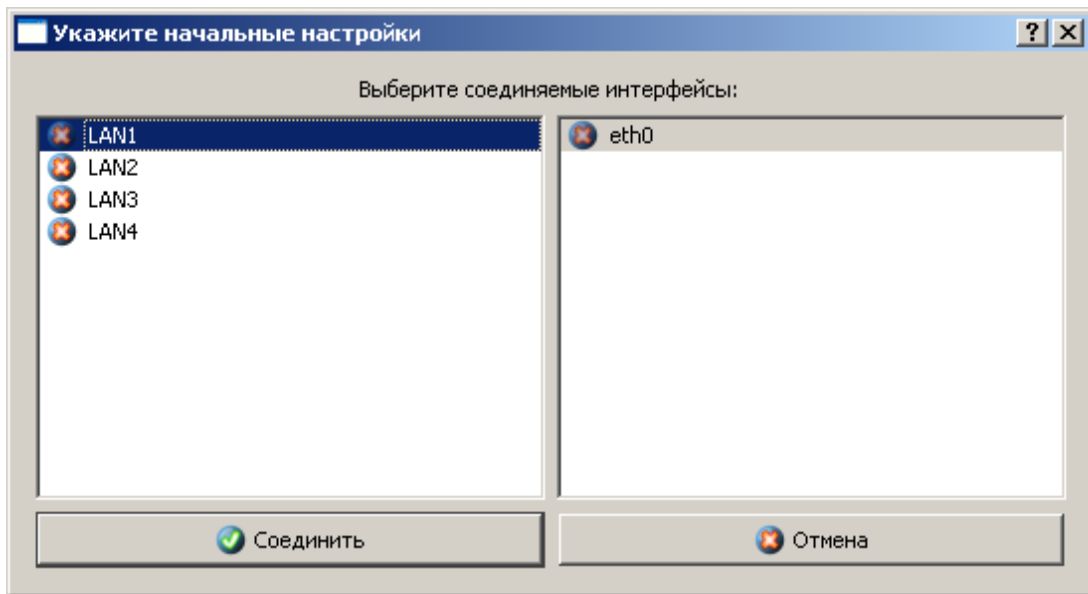 Укажите начальные настройки
Выберите соединяемые интерфейсы:
LAN1
LAN2
LAN3
LAN4
eth0
Соединить
Отмена